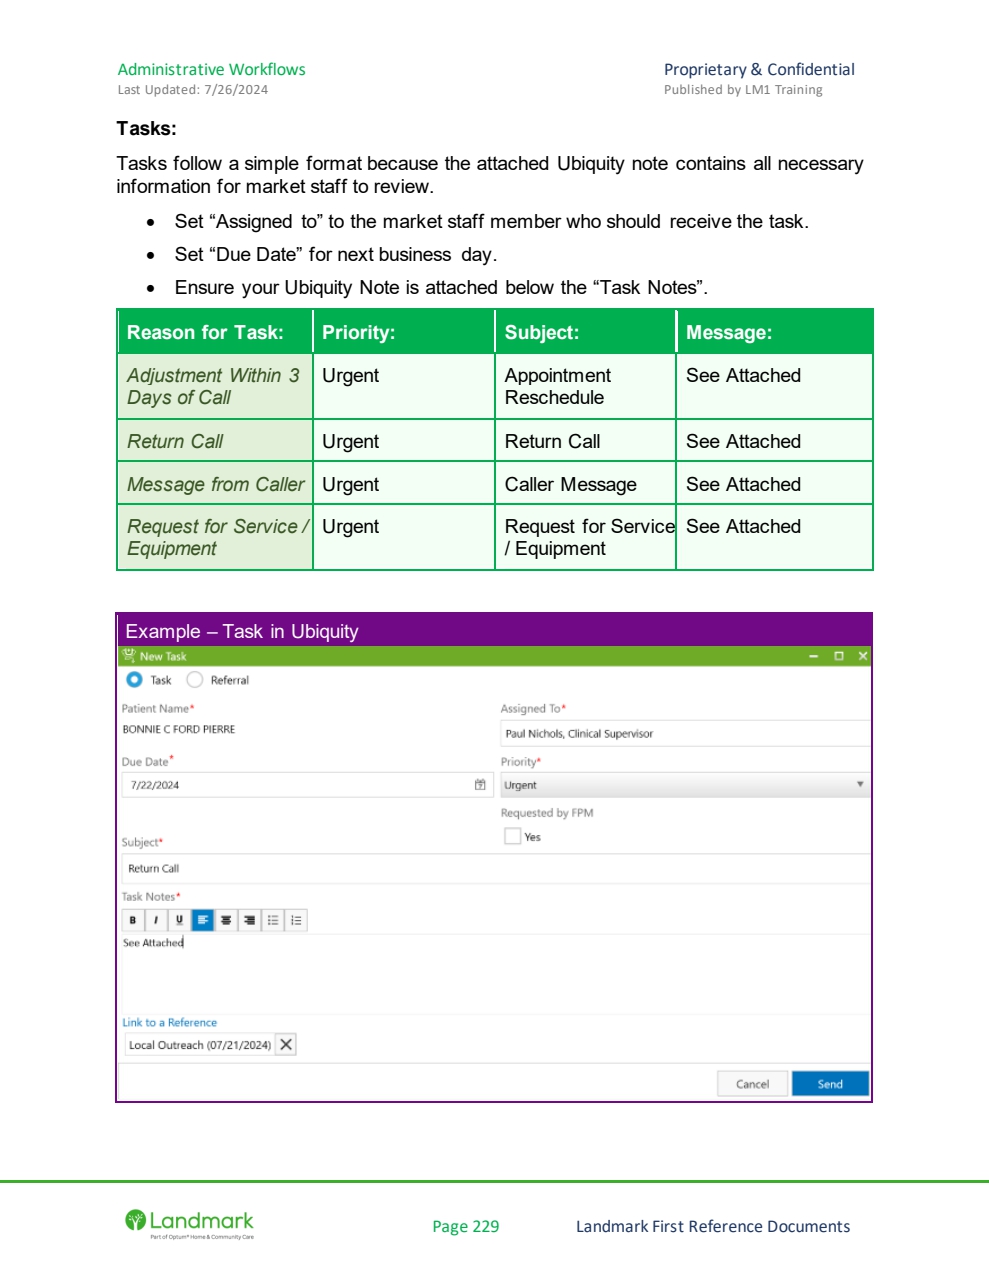 Administrative Workflows
Proprietary & Confidential
Last Updated: 7/26/2024
Published by LM1 Training
Tasks:
Tasks follow a simple format because the attached Ubiquity note contains all necessary
information for market staff to review.
• Set “Assigned to” to the market staff member who should receive the task.
• Set “Due Date” for next business day.
• Ensure your Ubiquity Note is attached below the “Task Notes”.
Reason for Task: Priority: Subject: Message:
Adjustment Within 3 Urgent Appointment See Attached
Days of Call Reschedule
Return Call Urgent Return Call See Attached
Message from Caller Urgent Caller Message See Attached
Request for Service / Urgent Request for Service See Attached
Equipment / Equipment
Example – Task in Ubiquity
New Task
Task Referral
Patient Name* Assigned To*
BONNIE C FORD PIERRE
Paul Nichols, Clinical Supervisor
Due Date* Priority*
7/22/2024 Urgent
Requested by FPM
Yes
Subject*
Return Call
Task Notes*
B I U
See Attached
Link to a Reference
Local Outreach (07/21/2024)
Cancel Send
Landmark
Part of Optum® Home & Community Care
Page 229
Landmark First Reference Documents